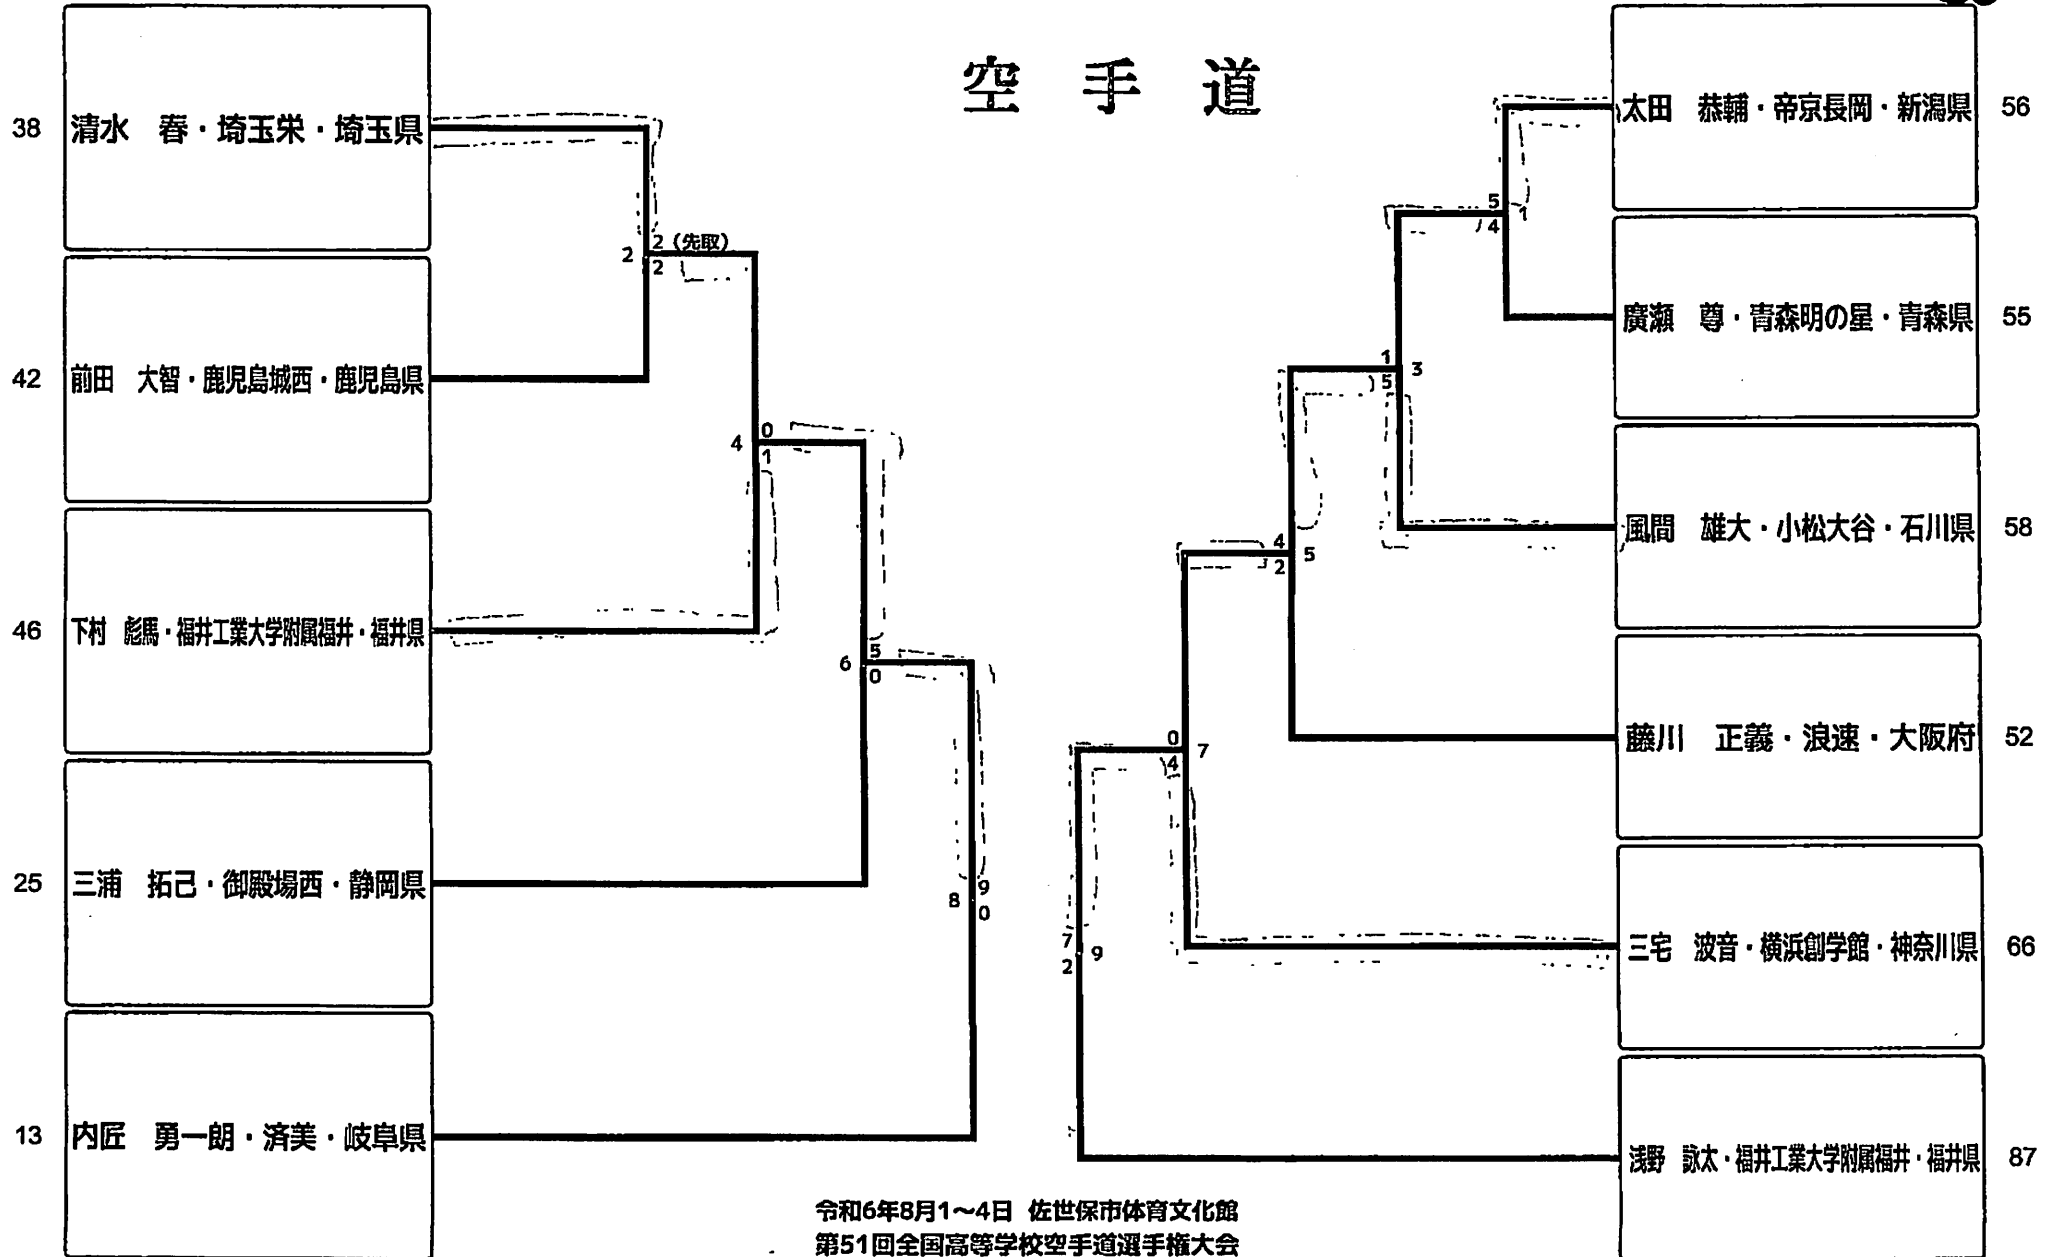 空手道
38 清水 春・埼玉栄・埼玉県
2 2 (先取)
2
42 前田 大智・鹿児島城西・鹿児島県
4 0
1
46 下村 彪馬・福井工業大学附属福井・福井県
6 5
0
25 三浦 拓己・御殿場西・静岡県
8 9
0
13 内匠 勇一朗・済美・岐阜県
太田 恭輔・帝京長岡・新潟県 56
5 1
4
廣瀬 尊・青森明の星・青森県 55
1 3
5
風間 雄大・小松大谷・石川県 58
4 5
2
藤川 正義・浪速・大阪府 52
0 7
4
三宅 波音・横浜創学館・神奈川県 66
7 9
2
浅野 詠太・福井工業大学附属福井・福井県 87
令和6年8月1～4日 佐世保市体育文化館
第51回全国高等学校空手道選手権大会